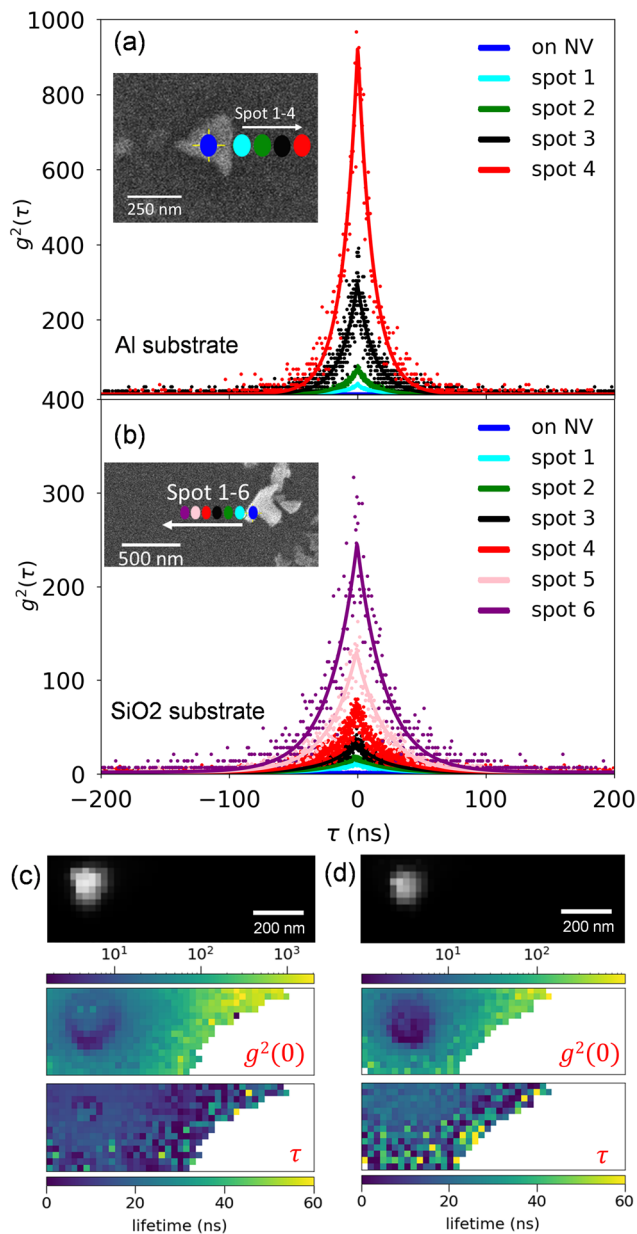 (a)
1000
800
600
400
200
400
g²(τ)
Spot 1-4
250 nm
on NV
spot 1
spot 2
spot 3
spot 4
Al substrate
(b)
300
200
100
0
g²(τ)
Spot 1-6
500 nm
on NV
spot 1
spot 2
spot 3
spot 4
spot 5
spot 6
SiO2 substrate
−200 −100 0 100 200
τ (ns)
(c)
200 nm
10¹ 10² 10³
g²(0)
τ
0 20 40 60
lifetime (ns)
(d)
200 nm
10¹ 10²
g²(0)
τ
0 20 40 60
lifetime (ns)